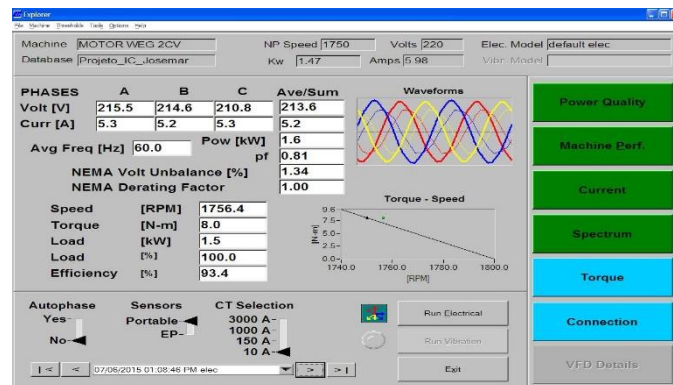 Explorer
File Machine Thresholds Tools Options Help
Machine MOTOR WEG 2CV NP Speed 1750 Volts 220 Elec. Model default elec
Database Projeto_IC_Josemar Kw 1.47 Amps 5.98 Vibr. Model
PHASES A B C Ave/Sum Waveforms
Volt [V] 215.5 214.6 210.8 213.6
Curr [A] 5.3 5.2 5.3 5.2
Avg Freq [Hz] 60.0 Pow [kW] 1.6
pf 0.81
NEMA Volt Unbalance [%] 1.34
NEMA Derating Factor 1.00
Speed [RPM] 1756.4
Torque [N-m] 8.0
Load [kW] 1.5
Load [%] 100.0
Efficiency [%] 93.4
Torque - Speed
[N-m]
9.6
7.5
5.0
2.5
0.0
1740.0 1760.0 1780.0 1800.0
[RPM]
Power Quality
Machine Perf.
Current
Spectrum
Torque
Connection
VFD Details
Autophase Sensors CT Selection
Yes Portable 3000 A
EP 1000 A
No 150 A
10 A
Run Electrical
Run Vibration
Exit
|< < 07/06/2015 01:08:46 PM elec > >|